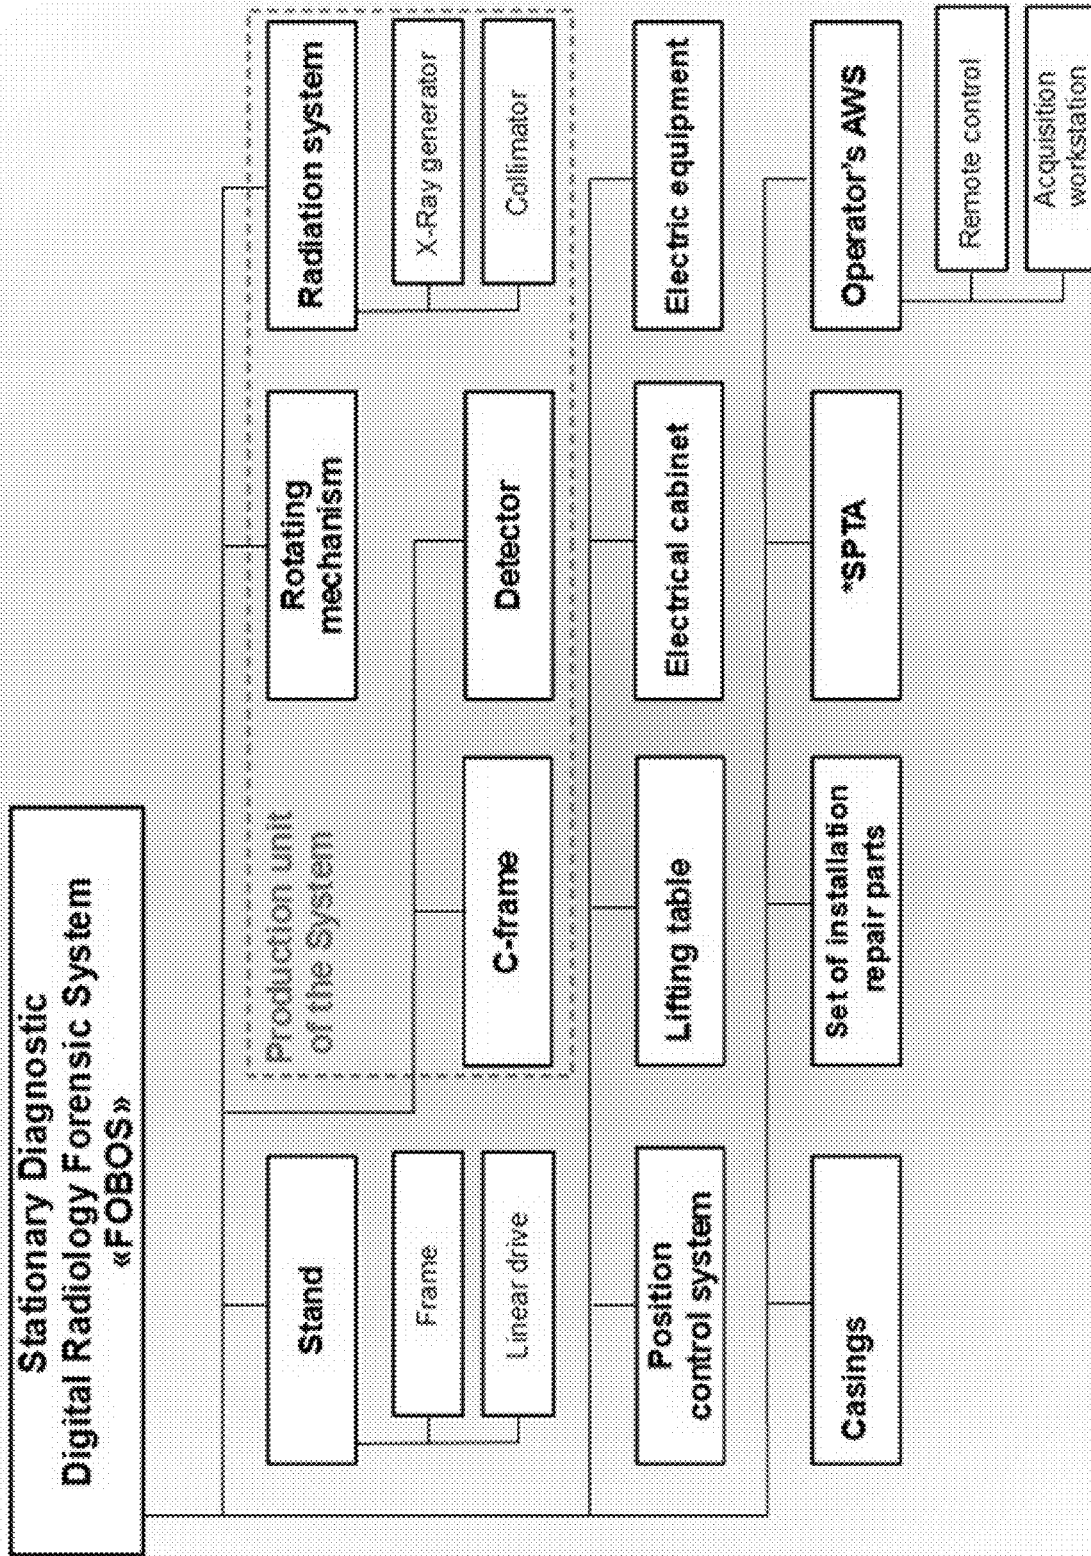 Stationary Diagnostic
Digital Radiology Forensic System
«FOBOS»
Stand
Frame
Linear drive
Production unit
of the System
Rotating
mechanism
Radiation system
X-Ray generator
Collimator
C-frame
Detector
Position
control system
Lifting table
Electrical cabinet
Electric equipment
Casings
Set of installation
repair parts
*SPTA
Operator's AWS
Remote control
Acquisition
workstation